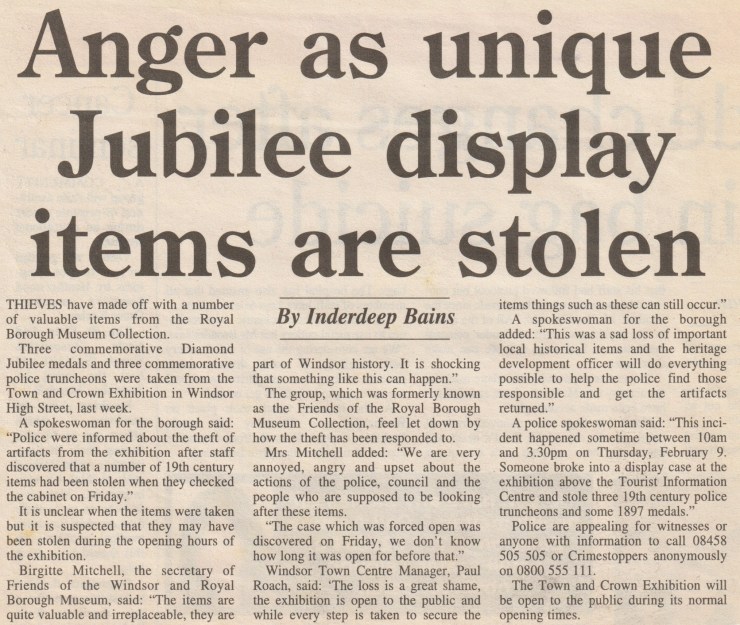 Anger as unique
Jubilee display
items are stolen
THIEVES have made off with a number
of valuable items from the Royal
Borough Museum Collection.
Three commemorative Diamond
Jubilee medals and three commemorative
police truncheons were taken from the
Town and Crown Exhibition in Windsor
High Street, last week.
A spokeswoman for the borough said:
“Police were informed about the theft of
artifacts from the exhibition after staff
discovered that a number of 19th century
items had been stolen when they checked
the cabinet on Friday.”
It is unclear when the items were taken
but it is suspected that they may have
been stolen during the opening hours of
the exhibition.
Birgitte Mitchell, the secretary of
Friends of the Windsor and Royal
Borough Museum, said: “The items are
quite valuable and irreplaceable, they are
By Inderdeep Bains
part of Windsor history. It is shocking
that something like this can happen.”
The group, which was formerly known
as the Friends of the Royal Borough
Museum Collection, feel let down by
how the theft has been responded to.
Mrs Mitchell added: “We are very
annoyed, angry and upset about the
actions of the police, council and the
people who are supposed to be looking
after these items.
“The case which was forced open was
discovered on Friday, we don’t know
how long it was open for before that.”
Windsor Town Centre Manager, Paul
Roach, said: ‘The loss is a great shame,
the exhibition is open to the public and
while every step is taken to secure the
items things such as these can still occur.”
A spokeswoman for the borough
added: “This was a sad loss of important
local historical items and the heritage
development officer will do everything
possible to help the police find those
responsible and get the artifacts
returned.”
A police spokeswoman said: “This inci-
dent happened sometime between 10am
and 3.30pm on Thursday, February 9.
Someone broke into a display case at the
exhibition above the Tourist Information
Centre and stole three 19th century police
truncheons and some 1897 medals.”
Police are appealing for witnesses or
anyone with information to call 08458
505 505 or Crimestoppers anonymously
on 0800 555 111.
The Town and Crown Exhibition will
be open to the public during its normal
opening times.